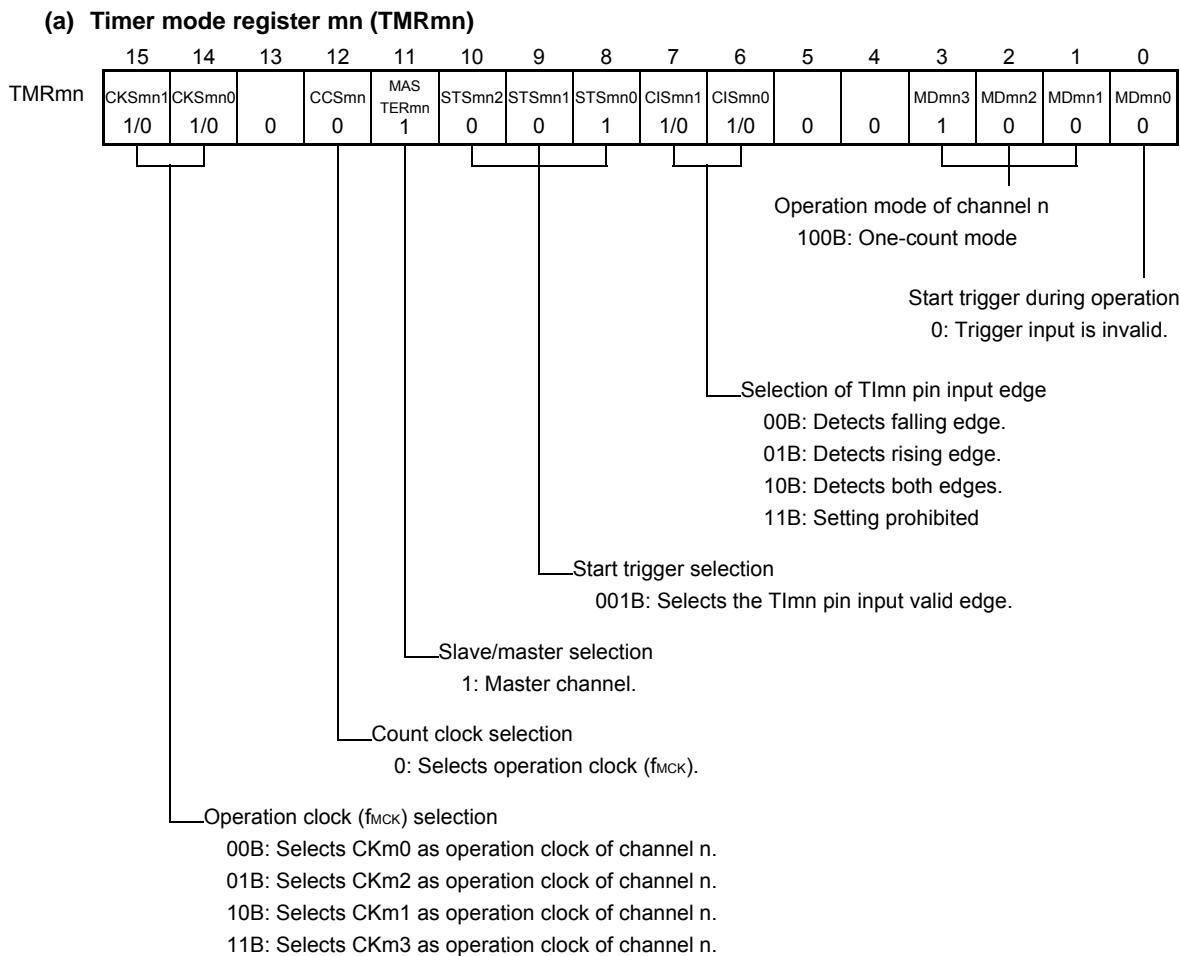 (a) Timer mode register mn (TMRmn)
15 14 13 12 11 10 9 8 7 6 5 4 3 2 1 0
TMRmn CKSmn1 CKSmn0 CCSmn MAS TERmn STSmn2 STSmn1 STSmn0 CISmn1 CISmn0 MDmn3 MDmn2 MDmn1 MDmn0
1/0 1/0 0 0 1 0 0 1 1/0 1/0 0 0 1 0 0 0
Operation mode of channel n
100B: One-count mode
Start trigger during operation
0: Trigger input is invalid.
Selection of TImn pin input edge
00B: Detects falling edge.
01B: Detects rising edge.
10B: Detects both edges.
11B: Setting prohibited
Start trigger selection
001B: Selects the TImn pin input valid edge.
Slave/master selection
1: Master channel.
Count clock selection
0: Selects operation clock (fMCK).
Operation clock (fMCK) selection
00B: Selects CKm0 as operation clock of channel n.
01B: Selects CKm2 as operation clock of channel n.
10B: Selects CKm1 as operation clock of channel n.
11B: Selects CKm3 as operation clock of channel n.